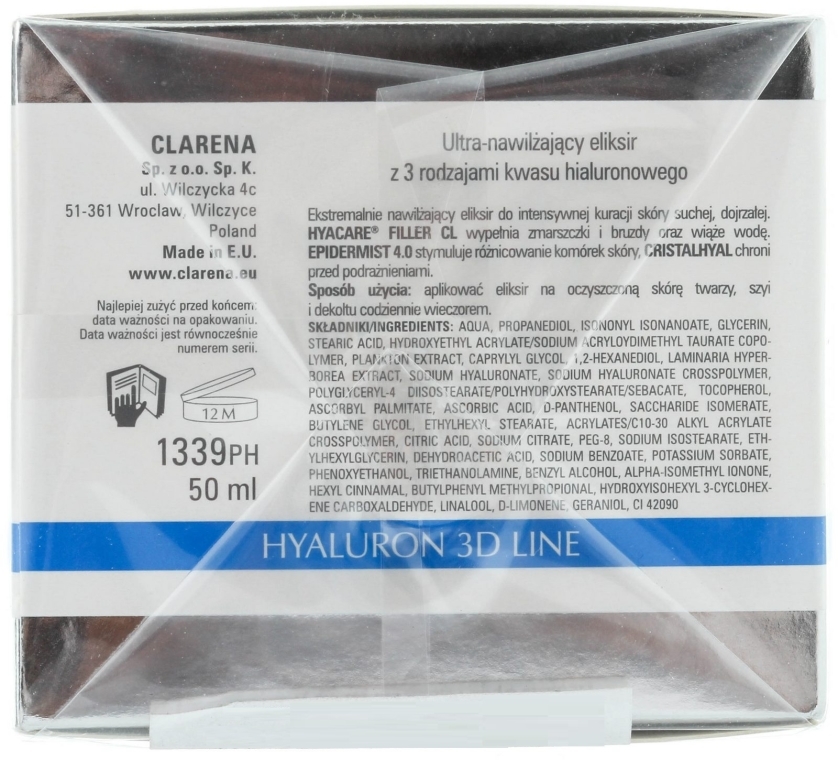 CLARENA
Sp. z o.o. Sp. K.
ul. Wilczycka 4c
51-361 Wroclaw, Wilczyce
Poland
Made in E.U.
www.clarena.eu
Najlepiej zużyć przed końcem
data ważności na opakowaniu.
Data ważności jest równocześnie
numerem serii.
12 M
1339PH
50 ml
Ultra-nawilżający eliksir
z 3 rodzajami kwasu hialuronowego
Ekstremalnie nawilżający eliksir do intensywnej kuracji skóry suchej, dojrzałej.
HYACARE® FILLER CL wypełnia zmarszczki i bruzdy oraz wiąże wodę.
EPIDERMIST 4.0 stymuluje różnicowanie komórek skóry, CRISTALHYAL chroni
przed podrażnieniami.
Sposób użycia: aplikować eliksir na oczyszczoną skórę twarzy, szyi
i dekoltu codziennie wieczorem.
SKŁADNIKI/INGREDIENTS: AQUA, PROPANEDIOL, ISONONYL ISONANOATE, GLYCERIN,
STEARIC ACID, HYDROXYETHYL ACRYLATE/SODIUM ACRYLOYDIMETHYL TAURATE COPO-
LYMER, PLANKTON EXTRACT, CAPRYLYL GLYCOL, 1,2-HEXANEDIOL, LAMINARIA HYPER-
BOREA EXTRACT, SODIUM HYALURONATE, SODIUM HYALURONATE CROSSPOLYMER,
POLYGLYCERYL-4 DIISOSTEARATE/POLYHYDROXYSTEARATE/SEBACATE, TOCOPHEROL,
ASCORBYL PALMITATE, ASCORBIC ACID, D-PANTHENOL, SACCHARIDE ISOMERATE,
BUTYLENE GLYCOL, ETHYLHEXYL STEARATE, ACRYLATES/C10-30 ALKYL ACRYLATE
CROSSPOLYMER, CITRIC ACID, SODIUM CITRATE, PEG-8, SODIUM ISOSTEARATE, ETH-
YLHEXYLGLYCERIN, DEHYDROACETIC ACID, SODIUM BENZOATE, POTASSIUM SORBATE,
PHENOXYETHANOL, TRIETHANOLAMINE, BENZYL ALCOHOL, ALPHA-ISOMETHYL IONONE,
HEXYL CINNAMAL, BUTYLPHENYL METHYLPROPIONAL, HYDROXYISOHEXYL 3-CYCLOHEX-
ENE CARBOXALDEHYDE, LINALOOL, D-LIMONENE, GERANIOL, CI 42090
HYALURON 3D LINE